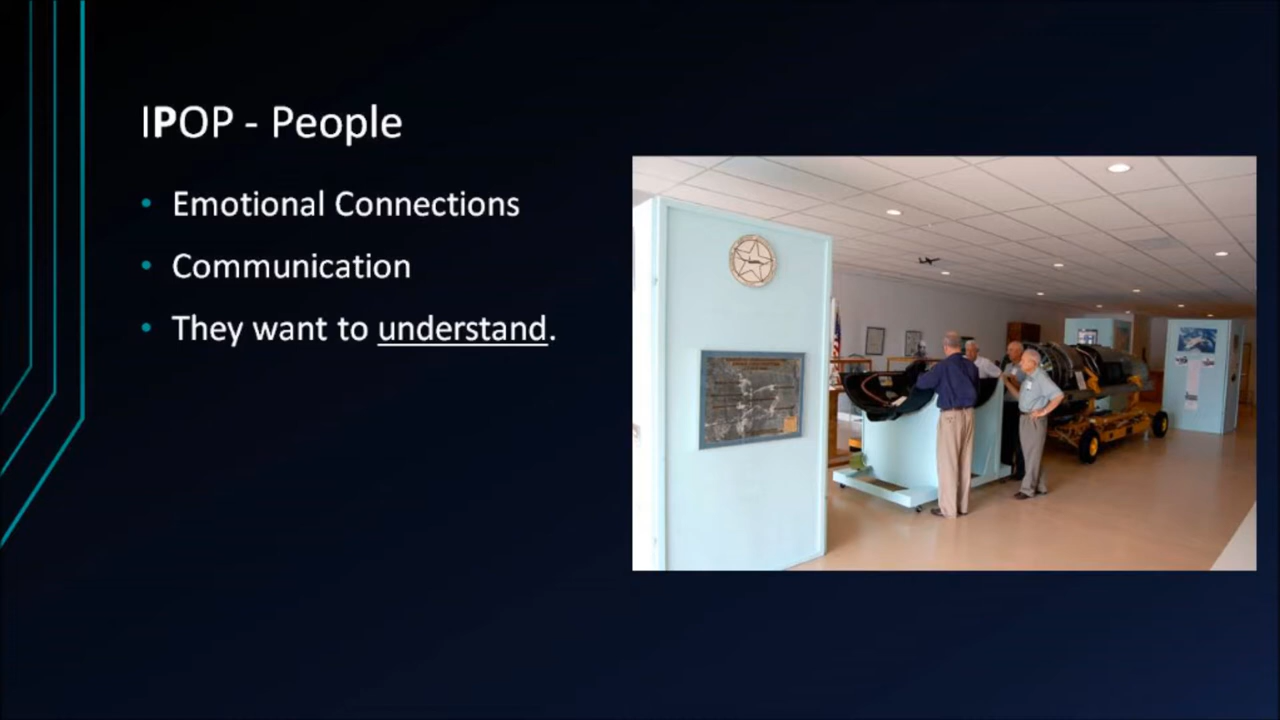 IPOP - People
• Emotional Connections
• Communication
• They want to understand.